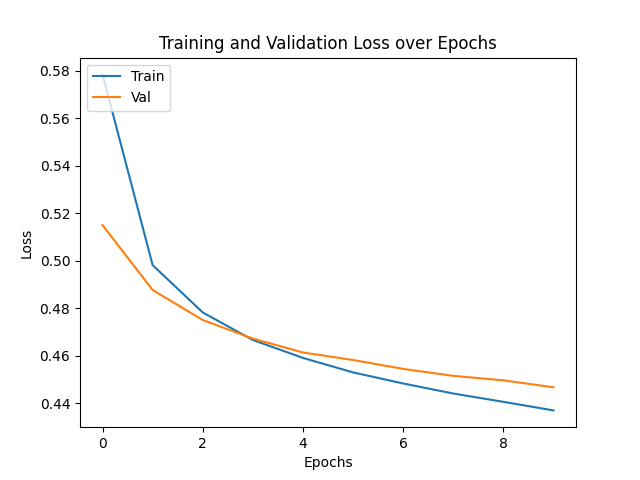 Training and Validation Loss over Epochs
Train
Val
0.58
0.56
0.54
0.52
0.50
0.48
0.46
0.44
Loss
0 2 4 6 8
Epochs